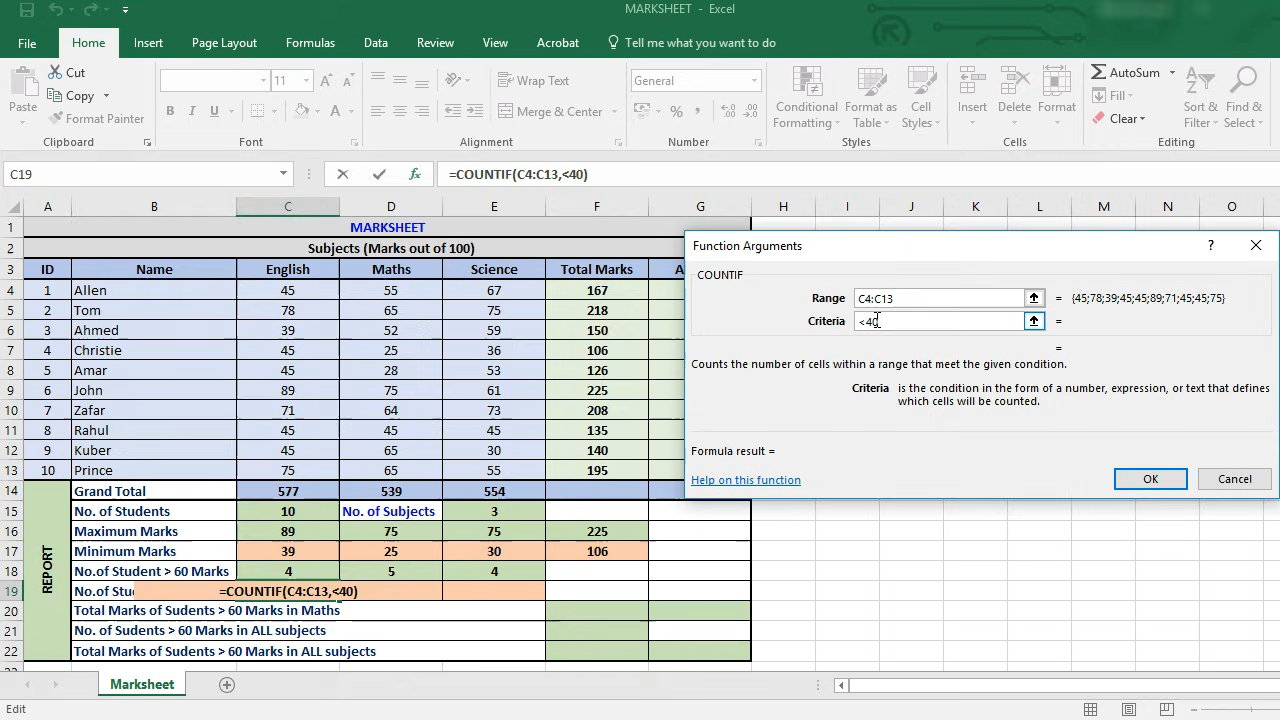 MARKSHEET - Excel
File Home Insert Page Layout Formulas Data Review View Acrobat Tell me what you want to do
Paste Cut Copy Format Painter
Clipboard
11 A A
B I U A
Font
Wrap Text
Merge & Center
Alignment
General
% , .0 .00 .00 .0
Number
Conditional Formatting Format as Table Cell Styles
Styles
Insert Delete Format
Cells
AutoSum Fill Clear Sort & Filter Find & Select
Editing
C19 fx =COUNTIF(C4:C13,<40)
A B C D E F G H I J K L M N O
1 MARKSHEET
2 Subjects (Marks out of 100)
3 ID Name English Maths Science Total Marks A
4 1 Allen 45 55 67 167
5 2 Tom 78 65 75 218
6 3 Ahmed 39 52 59 150
7 4 Christie 45 25 36 106
8 5 Amar 45 28 53 126
9 6 John 89 75 61 225
10 7 Zafar 71 64 73 208
11 8 Rahul 45 45 45 135
12 9 Kuber 45 65 30 140
13 10 Prince 75 65 55 195
14 Grand Total 577 539 554
15 No. of Students 10 No. of Subjects 3
16 Maximum Marks 89 75 75 225
17 Minimum Marks 39 25 30 106
18 No.of Student > 60 Marks 4 5 4
19 No.of Stu =COUNTIF(C4:C13,<40)
20 Total Marks of Sudents > 60 Marks in Maths
21 No. of Sudents > 60 Marks in ALL subjects
22 Total Marks of Sudents > 60 Marks in ALL subjects
REPORT
Function Arguments ?
COUNTIF
Range C4:C13 = {45;78;39;45;45;89;71;45;45;75}
Criteria <40 =
=
Counts the number of cells within a range that meet the given condition.
Criteria is the condition in the form of a number, expression, or text that defines
which cells will be counted.
Formula result =
Help on this function OK Cancel
Marksheet
Edit